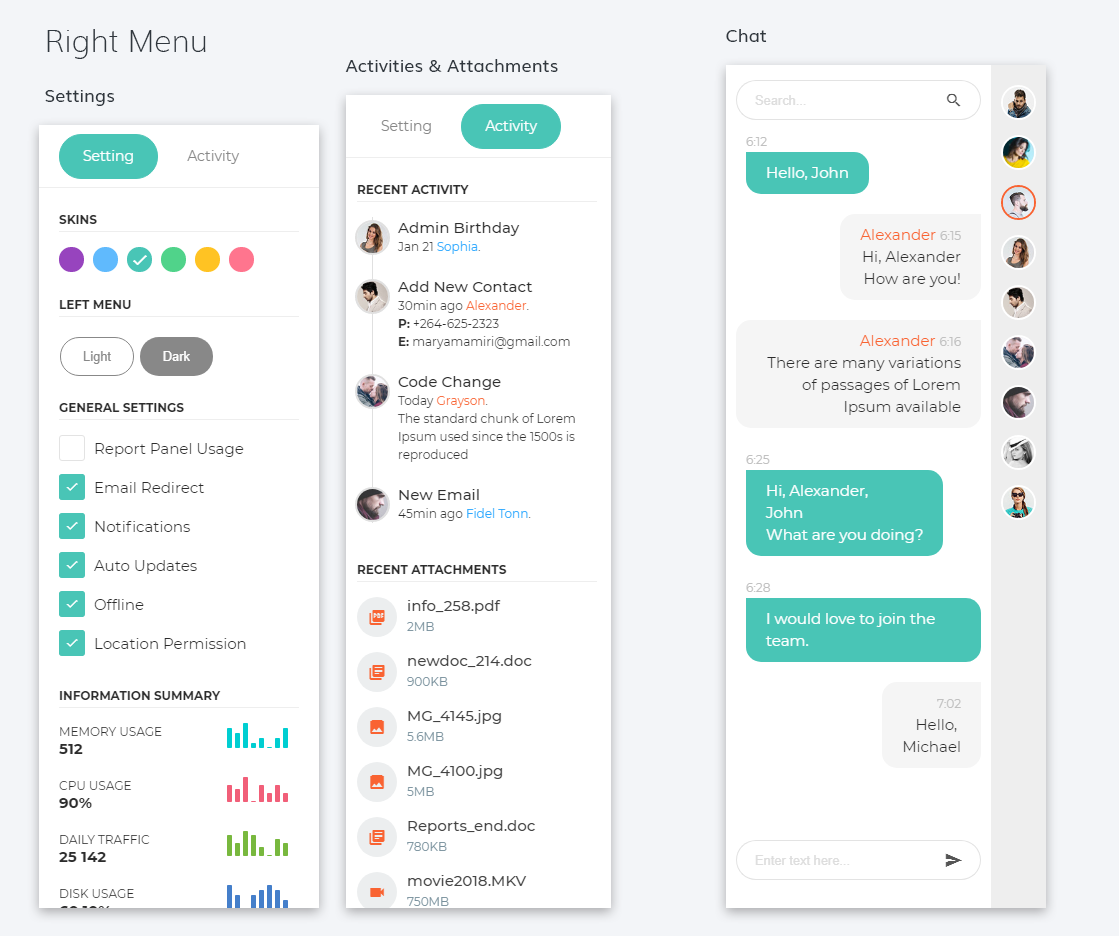 Right Menu
Settings
Setting
Activity
SKINS
LEFT MENU
Light
Dark
GENERAL SETTINGS
Report Panel Usage
Email Redirect
Notifications
Auto Updates
Offline
Location Permission
INFORMATION SUMMARY
MEMORY USAGE
512
CPU USAGE
90%
DAILY TRAFFIC
25 142
DISK USAGE
Activities & Attachments
Setting
Activity
RECENT ACTIVITY
Admin Birthday
Jan 21 Sophia.
Add New Contact
30min ago Alexander.
P: +264-625-2323
E: maryamamiri@gmail.com
Code Change
Today Grayson.
The standard chunk of Lorem
Ipsum used since the 1500s is
reproduced
New Email
45min ago Fidel Tonn.
RECENT ATTACHMENTS
PDF
info_258.pdf
2MB
newdoc_214.doc
900KB
MG_4145.jpg
5.6MB
MG_4100.jpg
5MB
Reports_end.doc
780KB
movie2018.MKV
750MB
Chat
Search...
6:12
Hello, John
Alexander 6:15
Hi, Alexander
How are you!
Alexander 6:16
There are many variations
of passages of Lorem
Ipsum available
6:25
Hi, Alexander,
John
What are you doing?
6:28
I would love to join the
team.
7:02
Hello,
Michael
Enter text here...